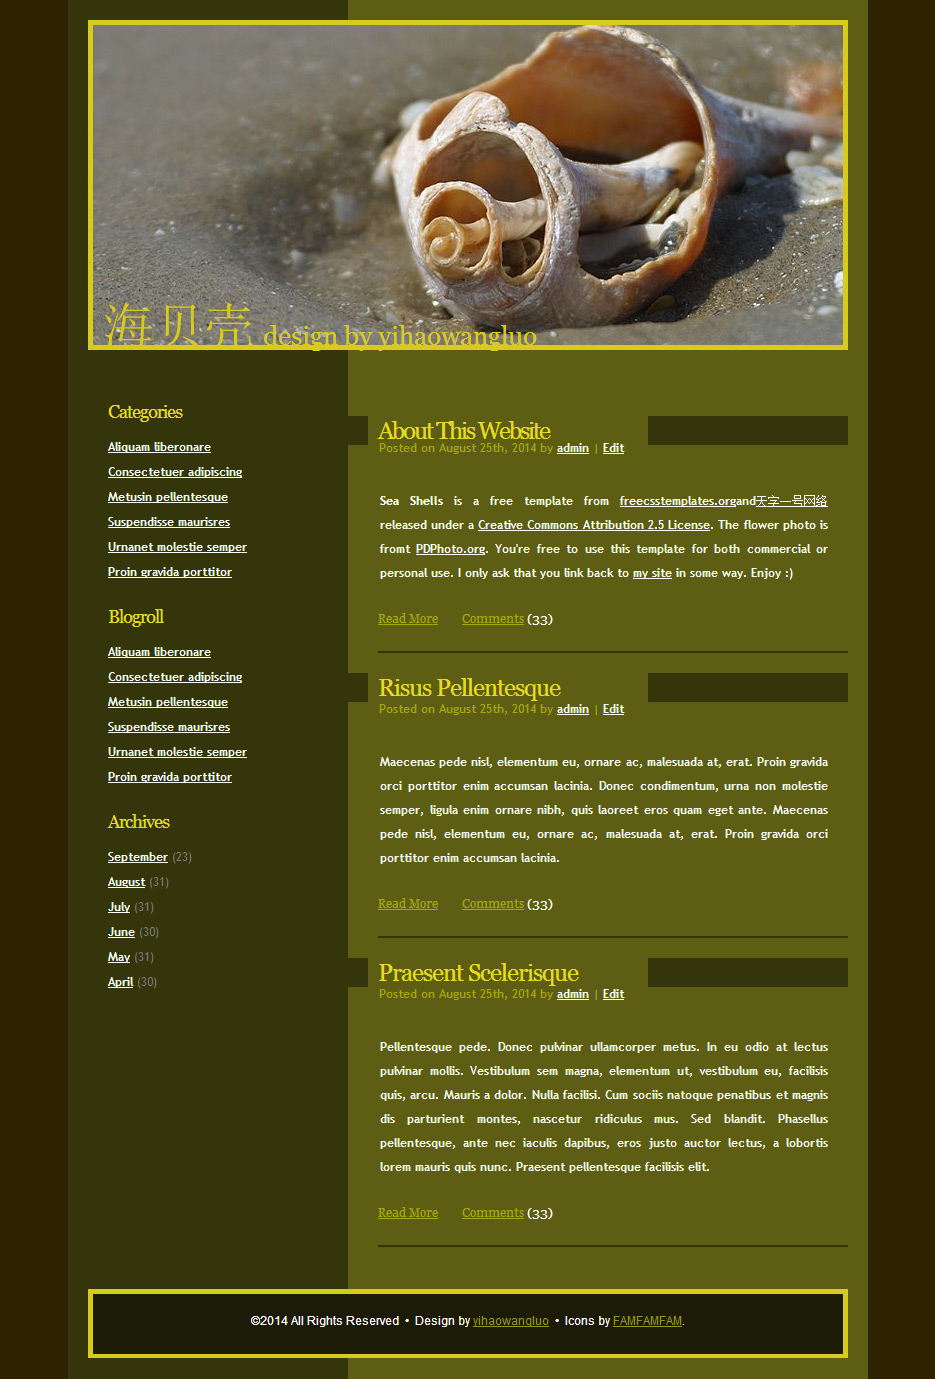 海贝壳 design by yihaowangluo
Categories
Aliquam liberonare
Consectetuer adipiscing
Metusin pellentesque
Suspendisse maurisres
Urnanet molestie semper
Proin gravida porttitor
Blogroll
Aliquam liberonare
Consectetuer adipiscing
Metusin pellentesque
Suspendisse maurisres
Urnanet molestie semper
Proin gravida porttitor
Archives
September (23)
August (31)
July (31)
June (30)
May (31)
April (30)
About This Website
Posted on August 25th, 2014 by admin | Edit
Sea Shells is a free template from freecsstemplates.organd天字一号网络
released under a Creative Commons Attribution 2.5 License. The flower photo is
fromt PDPhoto.org. You're free to use this template for both commercial or
personal use. I only ask that you link back to my site in some way. Enjoy :)
Read More Comments (33)
Risus Pellentesque
Posted on August 25th, 2014 by admin | Edit
Maecenas pede nisl, elementum eu, ornare ac, malesuada at, erat. Proin gravida
orci porttitor enim accumsan lacinia. Donec condimentum, urna non molestie
semper, ligula enim ornare nibh, quis laoreet eros quam eget ante. Maecenas
pede nisl, elementum eu, ornare ac, malesuada at, erat. Proin gravida orci
porttitor enim accumsan lacinia.
Read More Comments (33)
Praesent Scelerisque
Posted on August 25th, 2014 by admin | Edit
Pellentesque pede. Donec pulvinar ullamcorper metus. In eu odio at lectus
pulvinar mollis. Vestibulum sem magna, elementum ut, vestibulum eu, facilisis
quis, arcu. Mauris a dolor. Nulla facilisi. Cum sociis natoque penatibus et magnis
dis parturient montes, nascetur ridiculus mus. Sed blandit. Phasellus
pellentesque, ante nec iaculis dapibus, eros justo auctor lectus, a lobortis
lorem mauris quis nunc. Praesent pellentesque facilisis elit.
Read More Comments (33)
©2014 All Rights Reserved • Design by yihaowangluo • Icons by FAMFAMFAM.